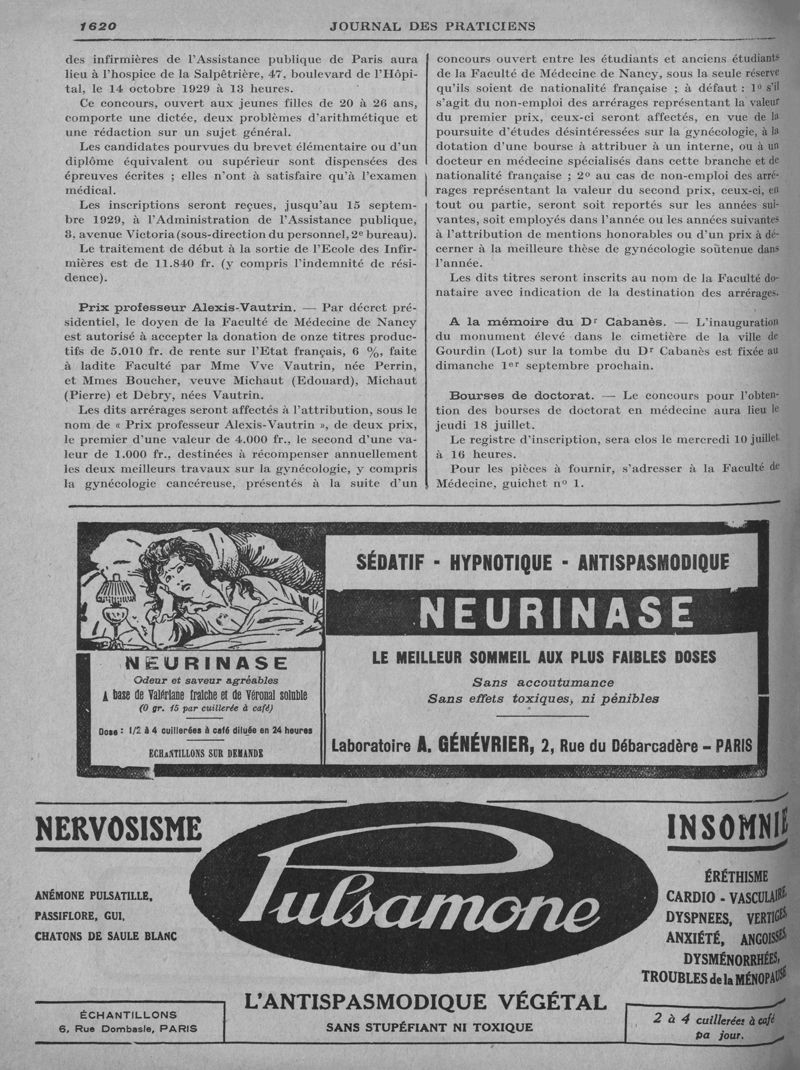 1620
JOURNAL DES PRATICIENS
des infirmières de l'Assistance publique de Paris aura
lieu à l'hospice de la Salpêtrière, 47, boulevard de l'Hôpi-
tal, le 14 octobre 1929 à 13 heures.
Ce concours, ouvert aux jeunes filles de 20 à 26 ans,
comporte une dictée, deux problèmes d'arithmétique et
une rédaction sur un sujet général.
Les candidates pourvues du brevet élémentaire ou d'un
diplôme équivalent ou supérieur sont dispensées des
épreuves écrites ; elles n'ont à satisfaire qu'à l'examen
médical.
Les inscriptions seront reçues, jusqu'au 15 septem-
bre 1929, à l'Administration de l'Assistance publique,
3, avenue Victoria (sous-direction du personnel, 2e bureau).
Le traitement de début à la sortie de l'Ecole des Infir-
mières est de 11.840 fr. (y compris l'indemnité de rési-
dence).
Prix professeur Alexis-Vautrin. — Par décret pré-
sidentiel, le doyen de la Faculté de Médecine de Nancy
est autorisé à accepter la donation de onze titres produc-
tifs de 5.010 fr. de rente sur l'Etat français, 6 %, faite
à ladite Faculté par Mme Vve Vautrin, née Perrin,
et Mmes Boucher, veuve Michaut (Edouard), Michaut
(Pierre) et Debry, nées Vautrin.
Les dits arrérages seront affectés à l'attribution, sous le
nom de « Prix professeur Alexis-Vautrin », de deux prix,
le premier d'une valeur de 4.000 fr., le second d'une va-
leur de 1.000 fr., destinées à récompenser annuellement
les deux meilleurs travaux sur la gynécologie, y compris
la gynécologie cancéreuse, présentés à la suite d'un
concours ouvert entre les étudiants et anciens étudiants
de la Faculté de Médecine de Nancy, sous la seule réserve
qu'ils soient de nationalité française ; à défaut : 1o s'il
s'agit du non-emploi des arrérages représentant la valeur
du premier prix, ceux-ci seront affectés, en vue de la
poursuite d'études désintéressées sur la gynécologie, à la
dotation d'une bourse à attribuer à un interne, ou à un
docteur en médecine spécialisés dans cette branche et de
nationalité française ; 2o au cas de non-emploi des arré-
rages représentant la valeur du second prix, ceux-ci, en
tout ou partie, seront soit reportés sur les années sui-
vantes, soit employés dans l'année ou les années suivantes
à l'attribution de mentions honorables ou d'un prix à dé-
cerner à la meilleure thèse de gynécologie soûtenue dans
l'année.
Les dits titres seront inscrits au nom de la Faculté do-
nataire avec indication de la destination des arrérages.
A la mémoire du Dr Cabanès. — L'inauguration
du monument élevé dans le cimetière de la ville de
Gourdin (Lot) sur la tombe du Dr Cabanès est fixée au
dimanche 1er septembre prochain.
Bourses de doctorat. — Le concours pour l'obten-
tion des bourses de doctorat en médecine aura lieu le
jeudi 18 juillet.
Le registre d'inscription, sera clos le mercredi 10 juillet
à 16 heures.
Pour les pièces à fournir, s'adresser à la Faculté de
Médecine, guichet no 1.
NEURINASE
Odeur et saveur agréables
A base de Valériane fraîche et de Véronal soluble
(0 gr. 15 par cuillerée à café)
Dose : 1/2 à 4 cuillerées à café diluée en 24 heures
ECHANTILLONS SUR DEMANDE
SÉDATIF - HYPNOTIQUE - ANTISPASMODIQUE
NEURINASE
LE MEILLEUR SOMMEIL AUX PLUS FAIBLES DOSES
Sans accoutumance
Sans effets toxiques, ni pénibles
Laboratoire A. GÉNÉVRIER, 2, Rue du Débarcadère – PARIS
NERVOSISME
ANÉMONE PULSATILLE,
PASSIFLORE, GUI,
CHATONS DE SAULE BLANC
Pulsamone
INSOMNIE
ÉRÉTHISME
CARDIO - VASCULAIRE
DYSPNEES, VERTIGES
ANXIÉTÉ, ANGOISSES,
DYSMÉNORRHÉES,
TROUBLES de la MÉNOPAUSE
ÉCHANTILLONS
6, Rue Dombasle, PARIS
L'ANTISPASMODIQUE VÉGÉTAL
SANS STUPÉFIANT NI TOXIQUE
2 à 4 cuillerées à café
pa jour.